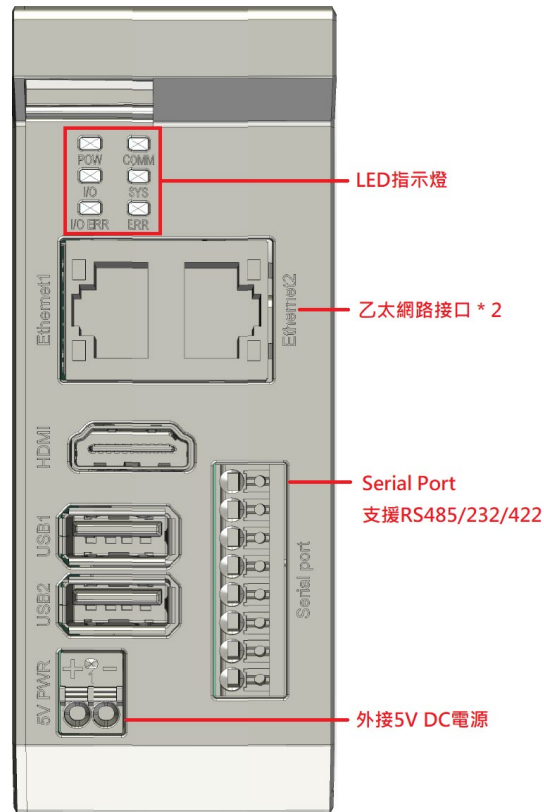 POW COMM
I/O SYS
I/O ERR ERR
LED指示燈
Ethernet1
Ethernet2
乙太網路接口 * 2
HDMI
USB1
USB2
Serial port
Serial Port
支援RS485/232/422
5V PWR
+ -
外接5V DC電源